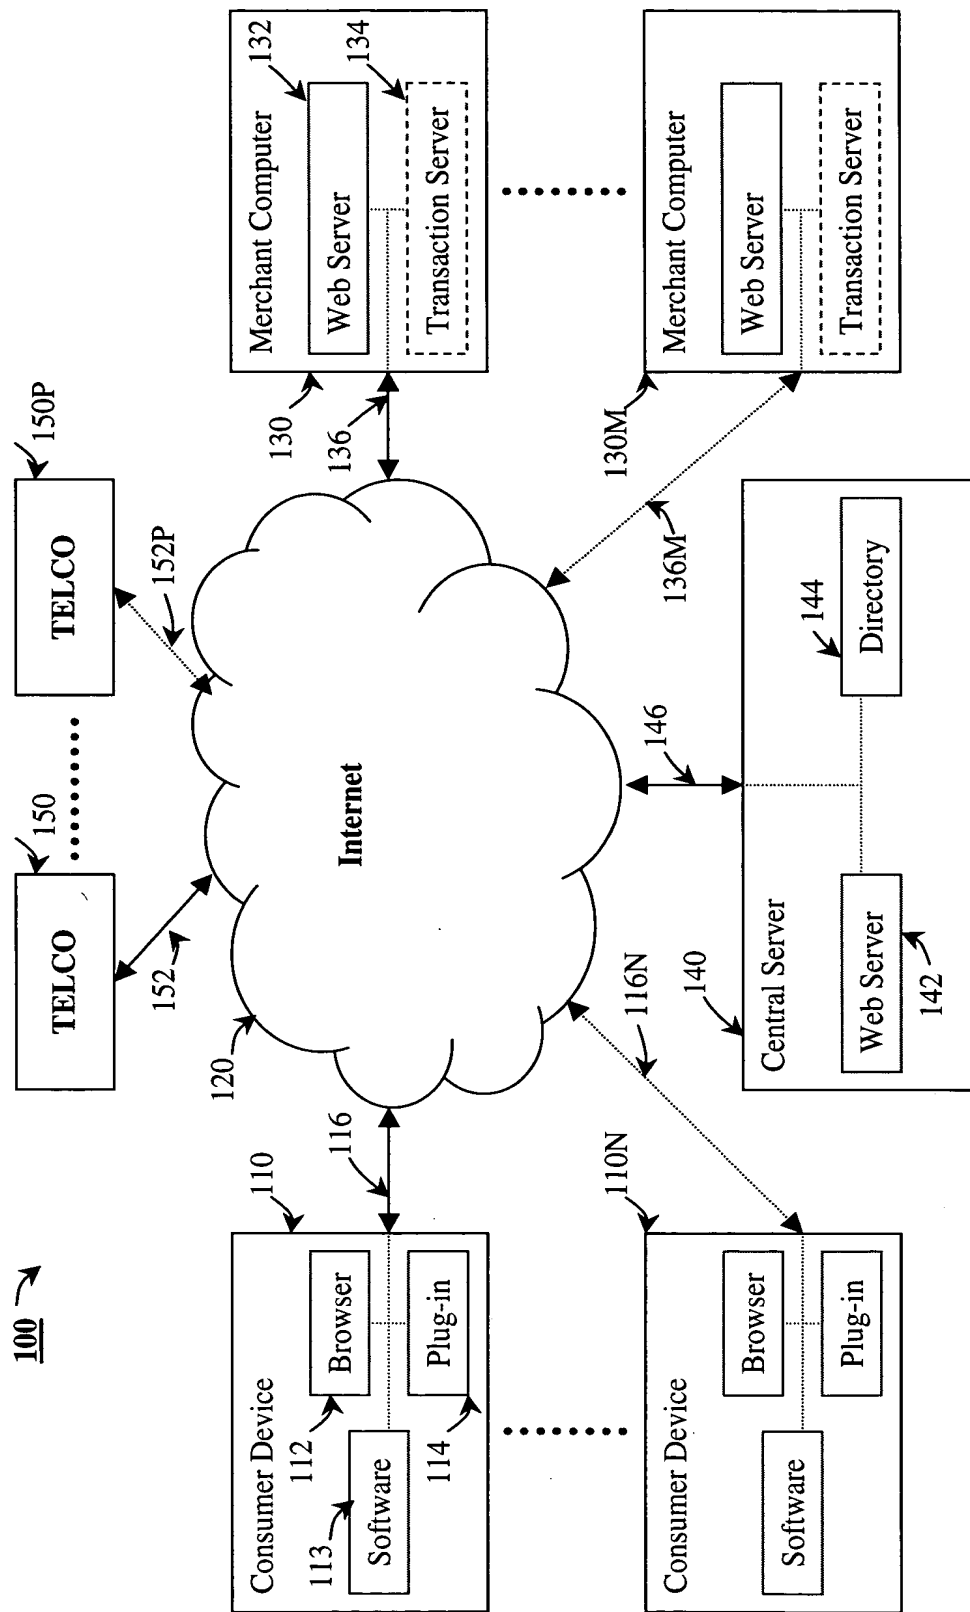 100
TELCO
150
TELCO
150P
152
152P
120
Internet
Consumer Device
110
112
Browser
113
Software
Plug-in
114
116
Merchant Computer
130
132
Web Server
134
Transaction Server
136
Consumer Device
110N
Browser
Software
Plug-in
116N
Merchant Computer
130M
Web Server
Transaction Server
136M
146
140
Central Server
144
Web Server
Directory
142